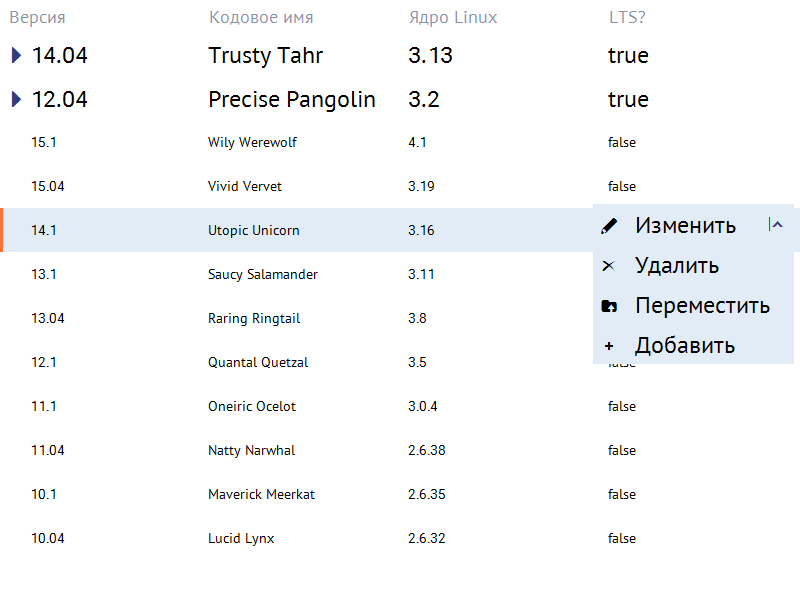 Версия Кодовое имя Ядро Linux LTS?
14.04 Trusty Tahr 3.13 true
12.04 Precise Pangolin 3.2 true
15.1 Wily Werewolf 4.1 false
15.04 Vivid Vervet 3.19 false
14.1 Utopic Unicorn 3.16 Изменить
13.1 Saucy Salamander 3.11 Удалить
13.04 Raring Ringtail 3.8 Переместить
12.1 Quantal Quetzal 3.5 Добавить
11.1 Oneiric Ocelot 3.0.4 false
11.04 Natty Narwhal 2.6.38 false
10.1 Maverick Meerkat 2.6.35 false
10.04 Lucid Lynx 2.6.32 false